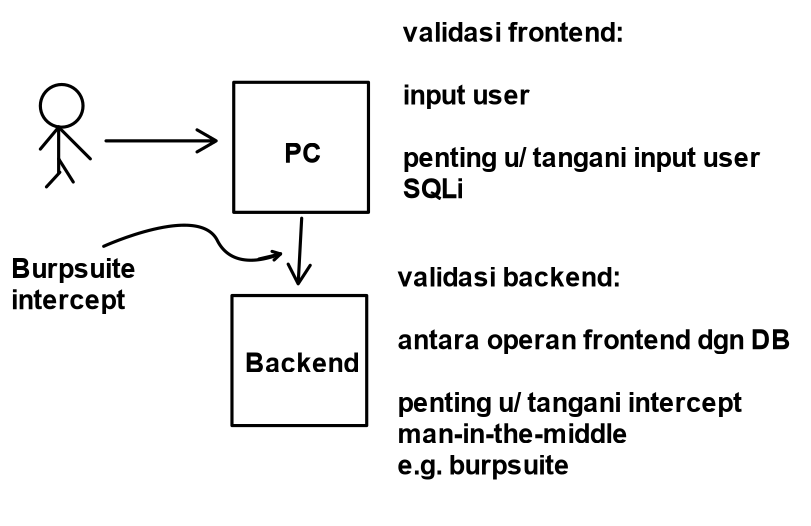 validasi frontend:
input user
penting u/ tangani input user
SQLi
PC
Burpsuite
intercept
validasi backend:
antara operan frontend dgn DB
penting u/ tangani intercept
man-in-the-middle
e.g. burpsuite
Backend